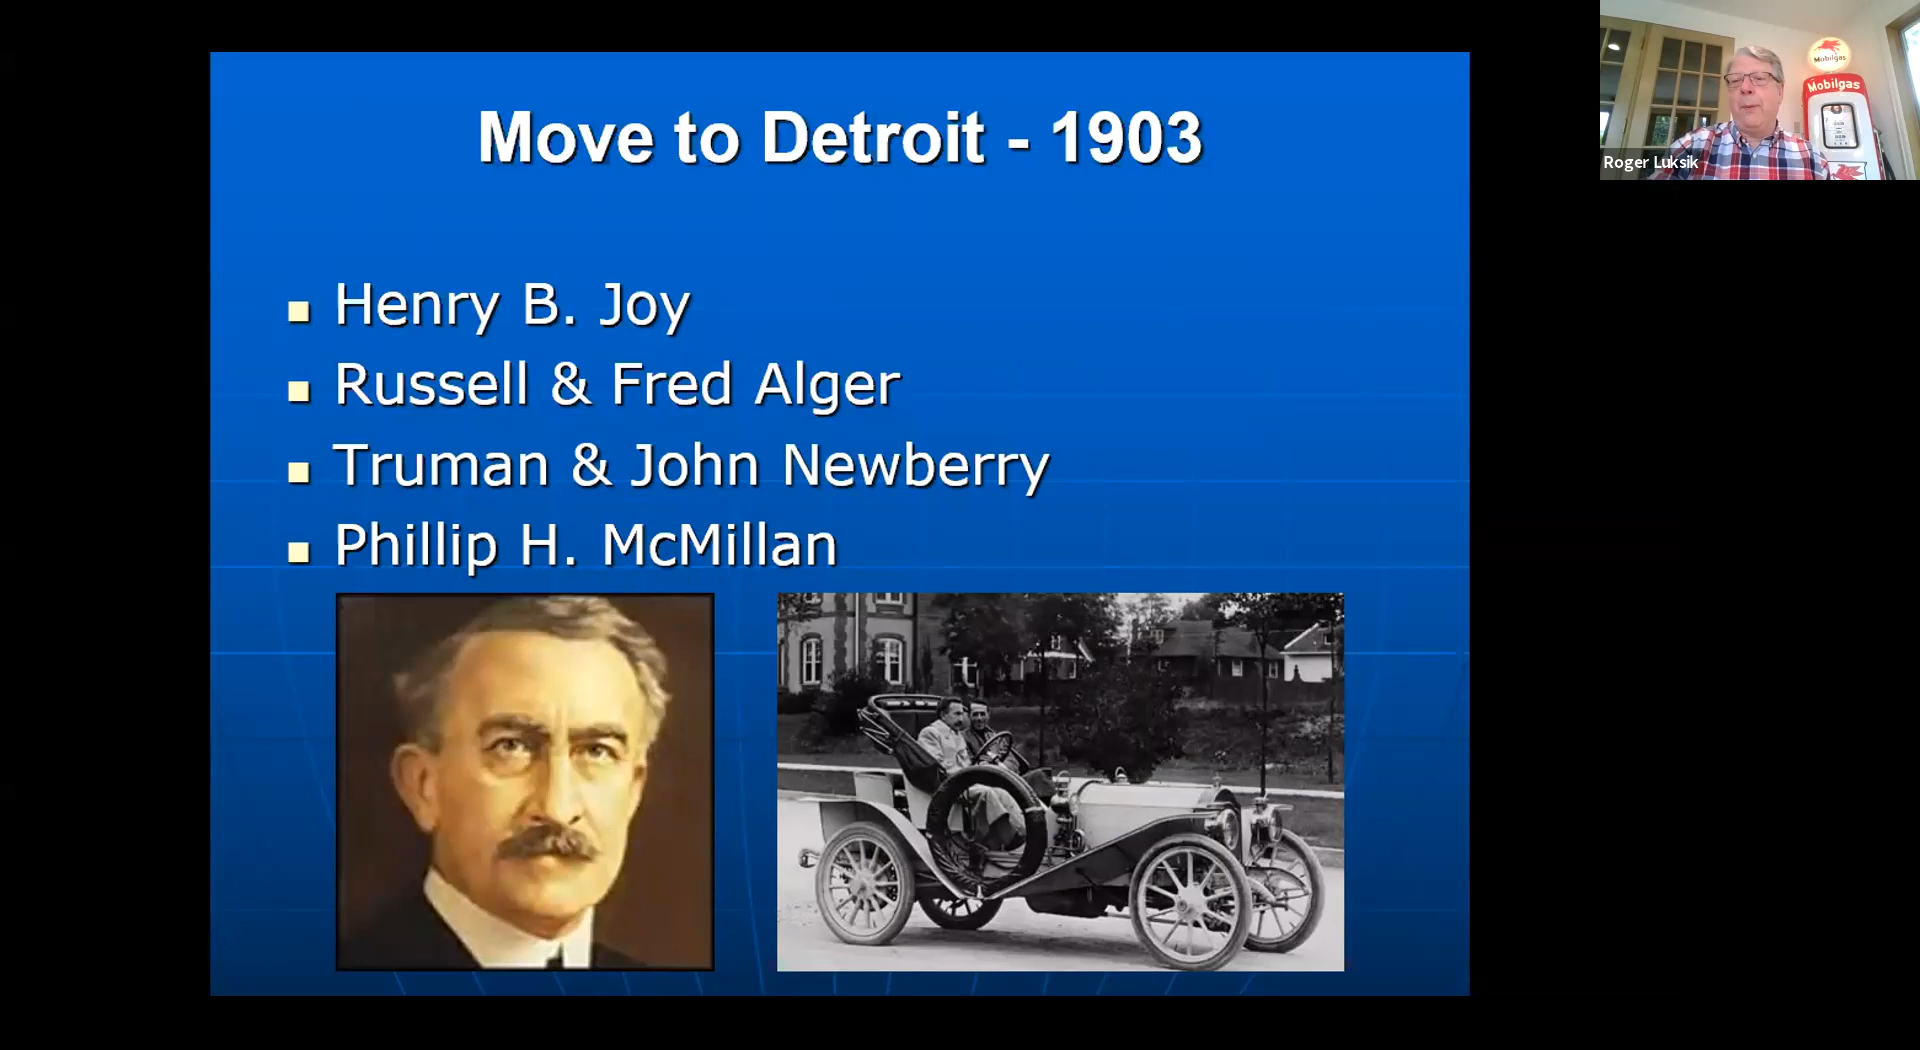 Move to Detroit - 1903
Henry B. Joy
Russell & Fred Alger
Truman & John Newberry
Phillip H. McMillan
Mobilgas
Mobilgas
Roger Luksik